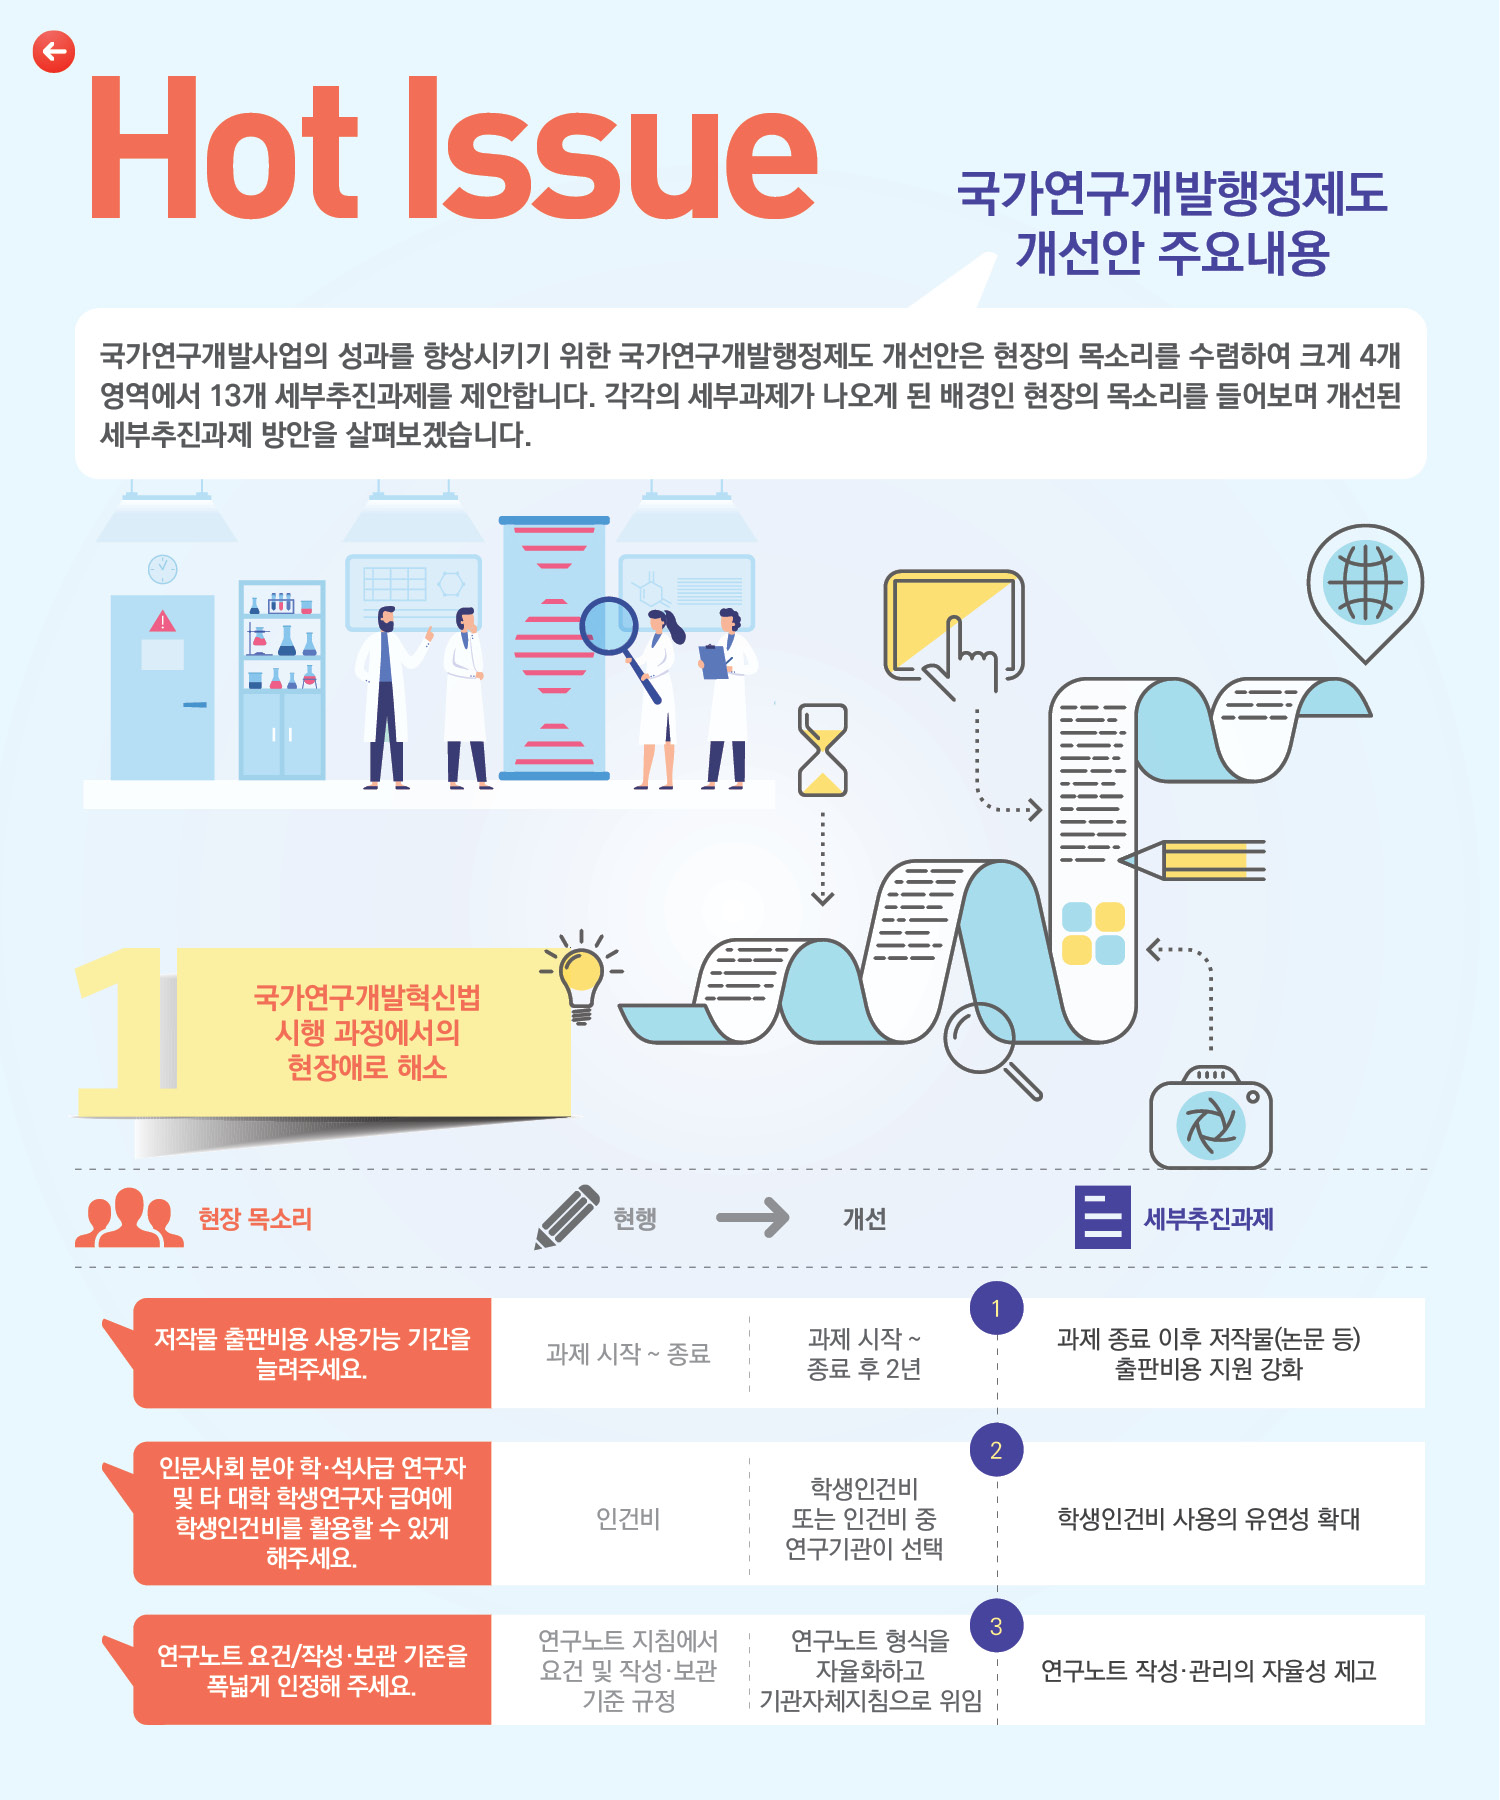 Hot Issue
국가연구개발행정제도
개선안 주요내용
국가연구개발사업의 성과를 향상시키기 위한 국가연구개발행정제도 개선안은 현장의 목소리를 수렴하여 크게 4개
영역에서 13개 세부추진과제를 제안합니다. 각각의 세부과제가 나오게 된 배경인 현장의 목소리를 들어보며 개선된
세부추진과제 방안을 살펴보겠습니다.
1
국가연구개발혁신법
시행 과정에서의
현장애로 해소
현장 목소리
현행
개선
세부추진과제
저작물 출판비용 사용가능 기간을
늘려주세요.
과제 시작 ~ 종료
과제 시작 ~
종료 후 2년
1
과제 종료 이후 저작물(논문 등)
출판비용 지원 강화
인문사회 분야 학·석사급 연구자
및 타 대학 학생연구자 급여에
학생인건비를 활용할 수 있게
해주세요.
인건비
학생인건비
또는 인건비 중
연구기관이 선택
2
학생인건비 사용의 유연성 확대
연구노트 요건/작성·보관 기준을
폭넓게 인정해 주세요.
연구노트 지침에서
요건 및 작성·보관
기준 규정
연구노트 형식을
자율화하고
기관자체지침으로 위임
3
연구노트 작성·관리의 자율성 제고